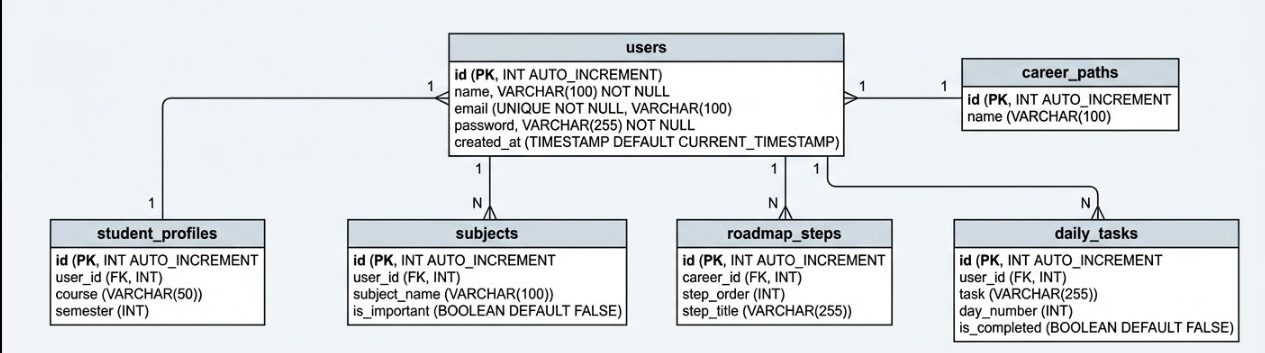 users
id (PK, INT AUTO_INCREMENT)
name, VARCHAR(100) NOT NULL
email (UNIQUE NOT NULL, VARCHAR(100)
password, VARCHAR(255) NOT NULL
created_at (TIMESTAMP DEFAULT CURRENT_TIMESTAMP)
career_paths
id (PK, INT AUTO_INCREMENT
name (VARCHAR(100)
1
1
1
1
1
1
1
N
N
N
student_profiles
id (PK, INT AUTO_INCREMENT
user_id (FK, INT)
course (VARCHAR(50))
semester (INT)
subjects
id (PK, INT AUTO_INCREMENT
user_id (FK, INT)
subject_name (VARCHAR(100))
is_important (BOOLEAN DEFAULT FALSE)
roadmap_steps
id (PK, INT AUTO_INCREMENT
career_id (FK, INT)
step_order (INT)
step_title (VARCHAR(255))
daily_tasks
id (PK, INT AUTO_INCREMENT
user_id (FK, INT)
task (VARCHAR(255))
day_number (INT)
is_completed (BOOLEAN DEFAULT FALSE)